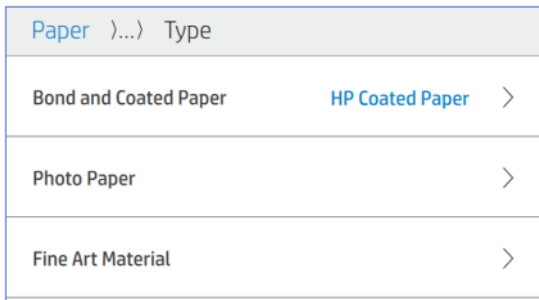 Paper 〉...〉 Type
Bond and Coated Paper HP Coated Paper 〉
Photo Paper 〉
Fine Art Material 〉